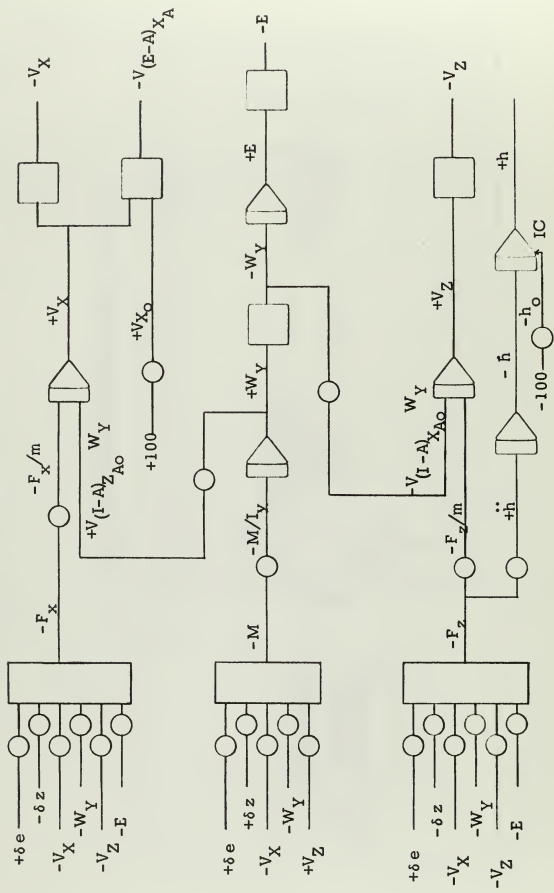 +δe
-δz
-V_X
-W_Y
-V_Z
-E
-F_x
-F_x/m
+V_(I-A)Z_Ao W_Y
+V_X
+V_Xo
+100
-V_X
-V_(E-A)X_A
+δe
+δz
-V_X
-W_Y
+V_Z
-M
-M/I_y
+W_Y
-W_Y
+E
-E
+δe
-δz
-V_X
-W_Y
-V_Z
-E
-F_z
-F_z/m
-V_(I-A)X_Ao W_Y
+V_Z
-V_Z
+ḧ
-ḣ
-h_o
-100
IC
+h